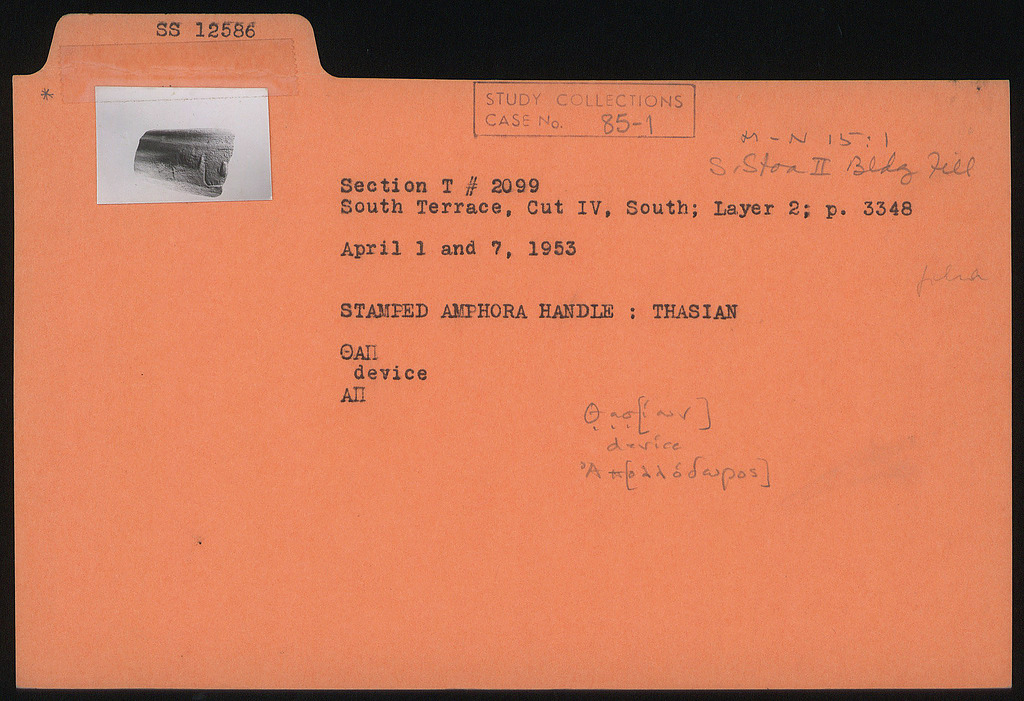 SS 12586
*
STUDY COLLECTIONS
CASE No. 85-1
M-N 15:1
S. Stoa II Bldg Fill
Section T # 2099
South Terrace, Cut IV, South; Layer 2; p. 3348
April 1 and 7, 1953
STAMPED AMPHORA HANDLE : THASIAN
ΘΑΠ
device
ΑΠ
Θ̣ạσ̣[ίων]
device
Ἀπ[ολλόδωρος]